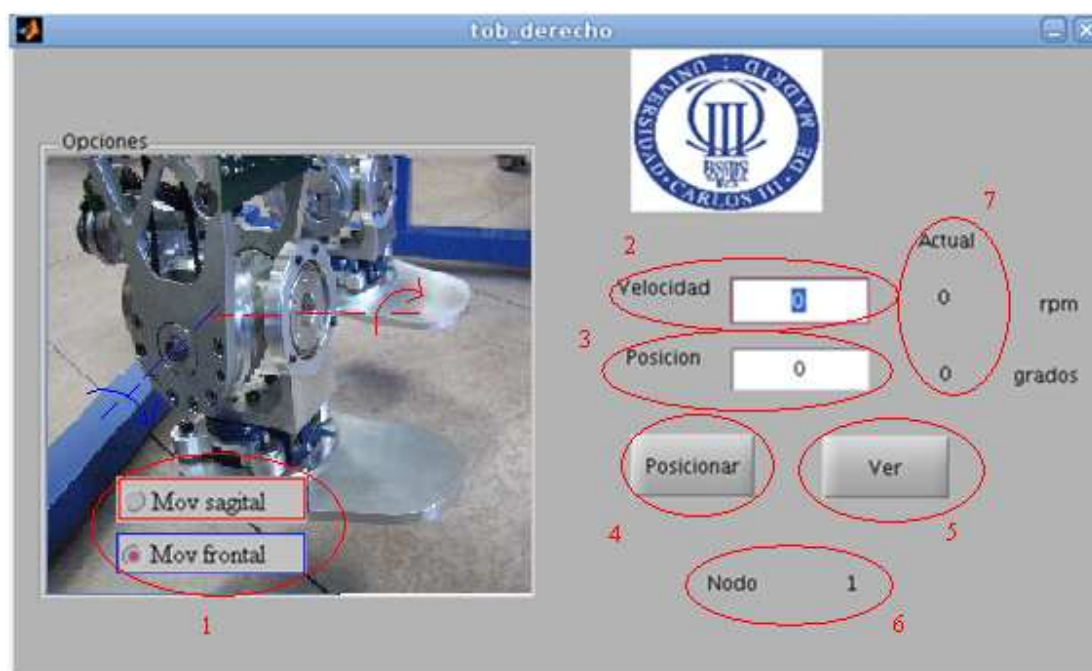 tob_derecho
Opciones
UNIVERSIDAD · CARLOS III · DE MADRID :
7
Actual
2
Velocidad 0 0 rpm
3
Posicion 0 0 grados
Posicionar Ver
4 5
Mov sagital
Mov frontal
1
Nodo 1
6